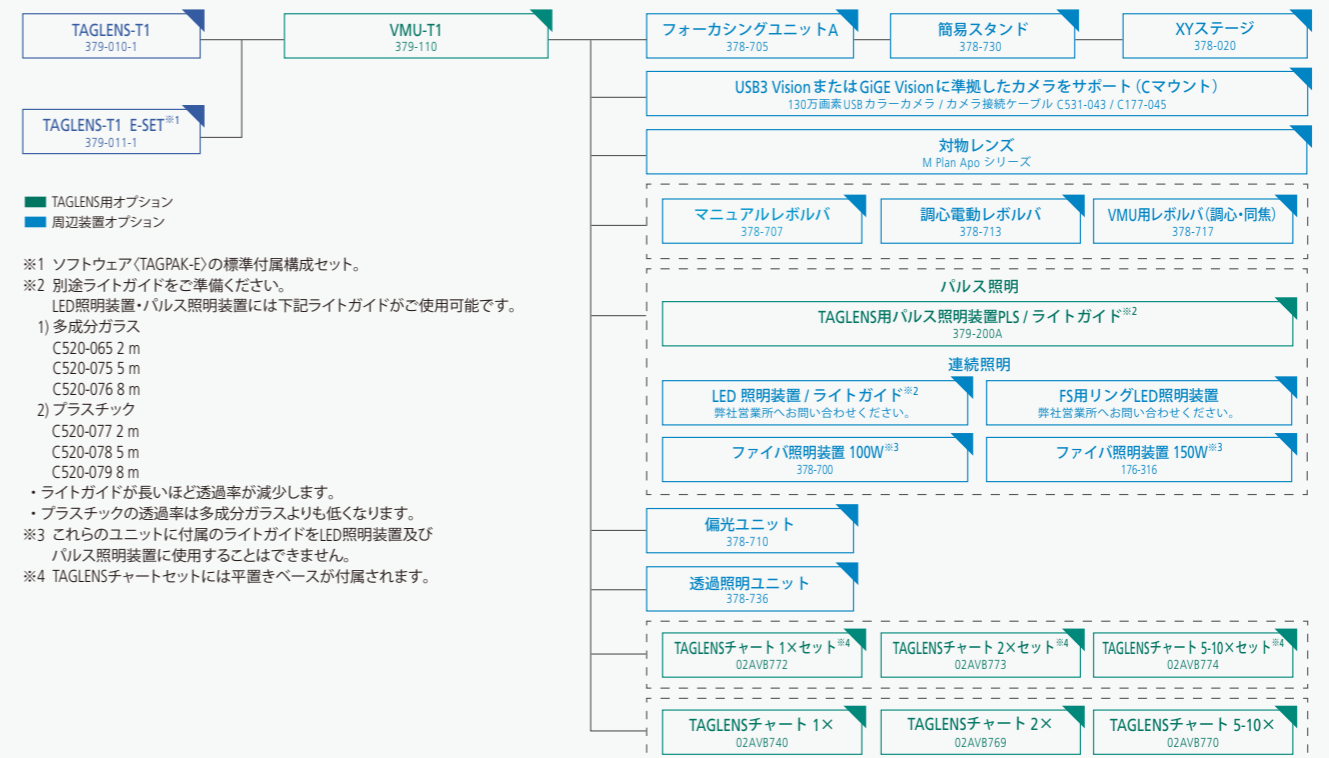 TAGLENS-T1
379-010-1
TAGLENS-T1 E-SET※1
379-011-1
VMU-T1
379-110
フォーカシングユニットA
378-705
簡易スタンド
378-730
XYステージ
378-020
USB3 VisionまたはGiGE Visionに準拠したカメラをサポート(Cマウント)
130万画素USBカラーカメラ / カメラ接続ケーブル C531-043 / C177-045
対物レンズ
M Plan Apo シリーズ
マニュアルレボルバ
378-707
調心電動レボルバ
378-713
VMU用レボルバ(調心・同焦)
378-717
パルス照明
TAGLENS用パルス照明装置PLS / ライトガイド※2
379-200A
連続照明
LED 照明装置 / ライトガイド※2
弊社営業所へお問い合わせください。
FS用リングLED照明装置
弊社営業所へお問い合わせください。
ファイバ照明装置 100W※3
378-700
ファイバ照明装置 150W※3
176-316
偏光ユニット
378-710
透過照明ユニット
378-736
TAGLENSチャート 1×セット※4
02AVB772
TAGLENSチャート 2×セット※4
02AVB773
TAGLENSチャート 5-10×セット※4
02AVB774
TAGLENSチャート 1×
02AVB740
TAGLENSチャート 2×
02AVB769
TAGLENSチャート 5-10×
02AVB770
TAGLENS用オプション
周辺装置オプション
※1 ソフトウェア〈TAGPAK-E〉の標準付属構成セット。
※2 別途ライトガイドをご準備ください。
LED照明装置・パルス照明装置には下記ライトガイドがご使用可能です。
1) 多成分ガラス
C520-065 2 m
C520-075 5 m
C520-076 8 m
2) プラスチック
C520-077 2 m
C520-078 5 m
C520-079 8 m
・ライトガイドが長いほど透過率が減少します。
・プラスチックの透過率は多成分ガラスよりも低くなります。
※3 これらのユニットに付属のライトガイドをLED照明装置及び
パルス照明装置に使用することはできません。
※4 TAGLENSチャートセットには平置きベースが付属されます。